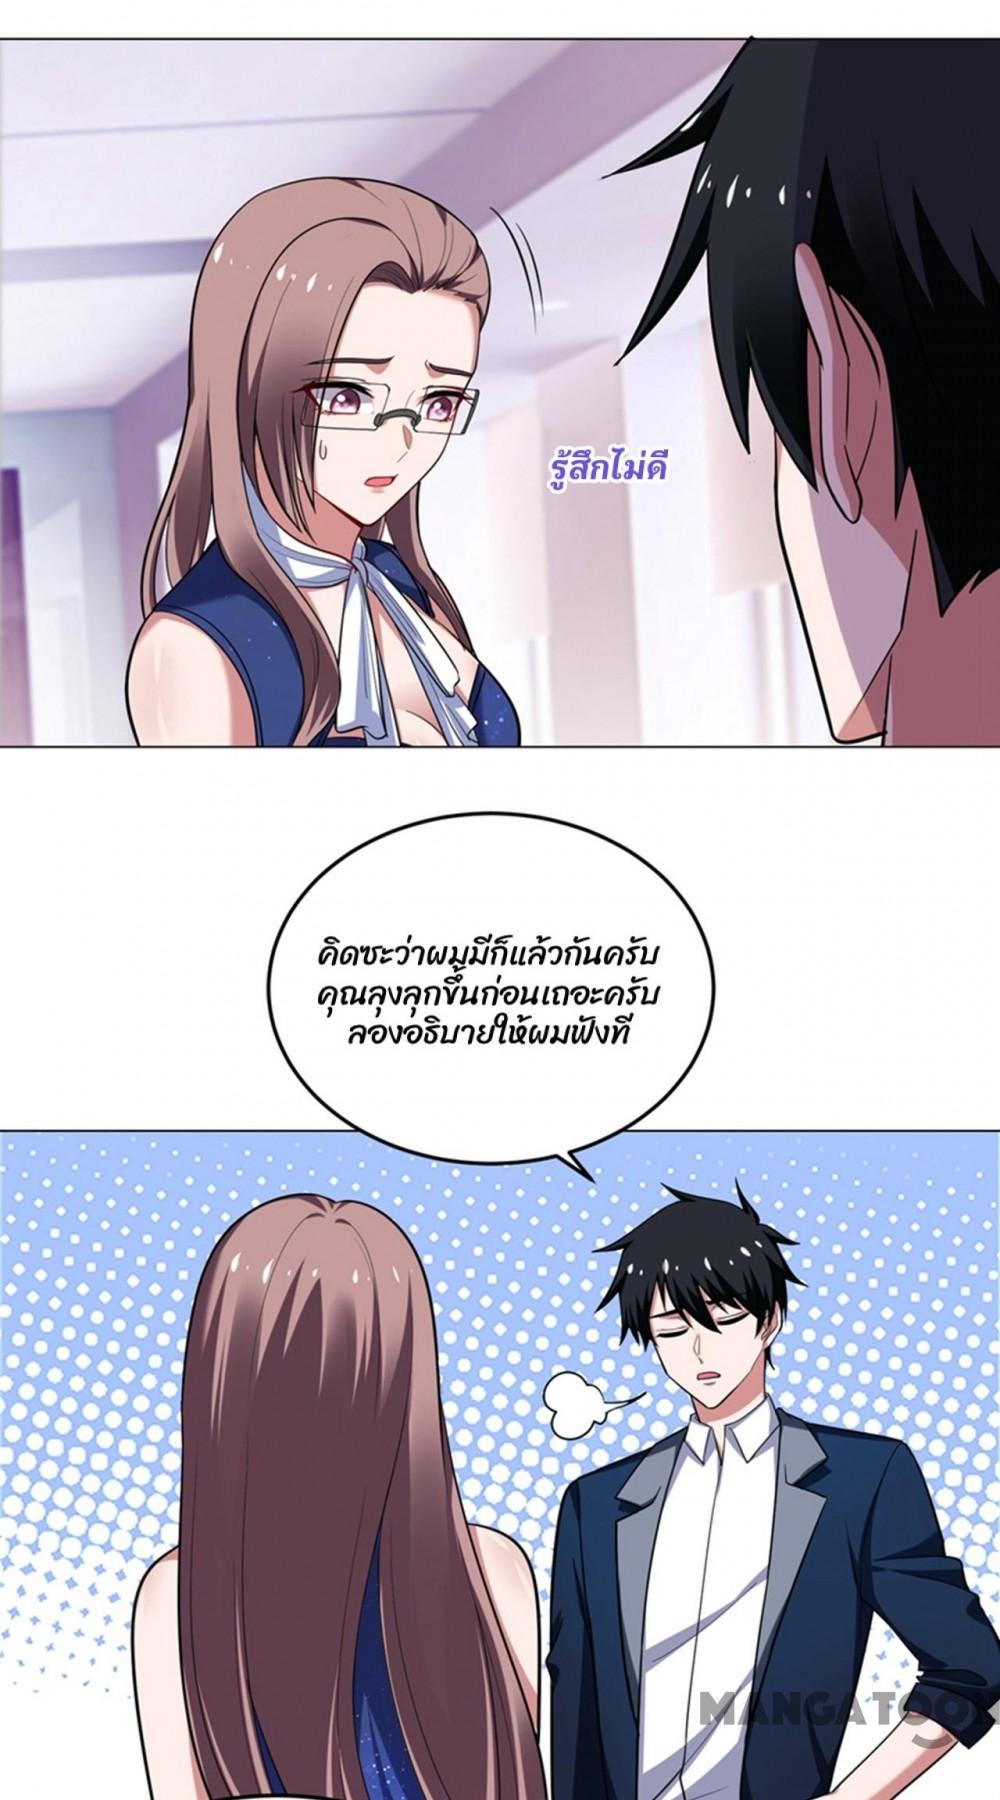 รู้สึกไม่ดี
คิดซะว่าผมมีก็แล้วกันครับ
คุณลุงลุกขึ้นก่อนเถอะครับ
ลองอธิบายให้ผมฟังที
MANGATOON